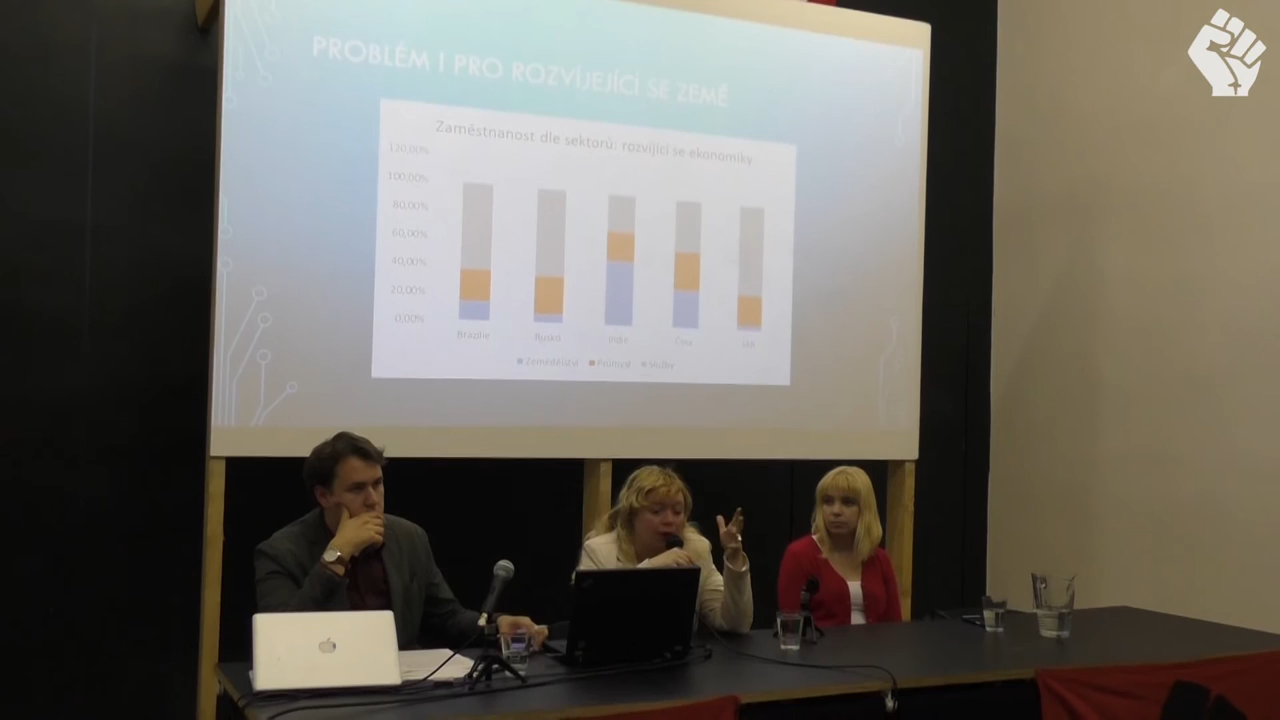 PROBLÉM I PRO ROZVÍJEJÍCÍ SE ZEMĚ
Zaměstnanost dle sektorů: rozvíjící se ekonomiky
120,00%
100,00%
80,00%
60,00%
40,00%
20,00%
0,00%
Brazílie Rusko Indie Čína JAR
Zemědělství Průmysl Služby